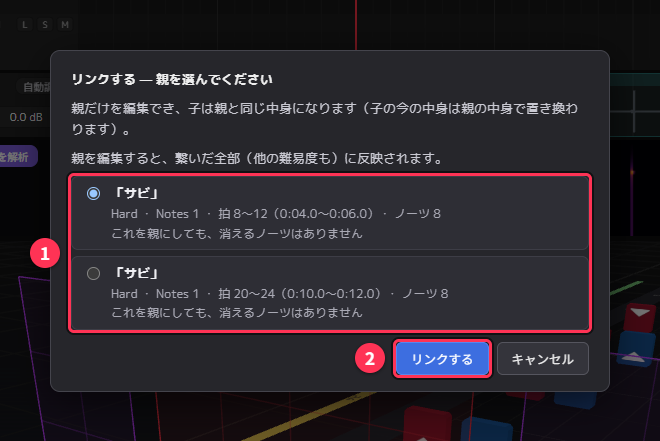 L S M
自動
0.0 dB
を解析
リンクする — 親を選んでください
親だけを編集でき、子は親と同じ中身になります（子の今の中身は親の中身で置き換わ
ります）。
親を編集すると、繋いだ全部（他の難易度も）に反映されます。
1
「サビ」
Hard ・ Notes 1 ・ 拍 8〜12（0:04.0〜0:06.0）・ ノーツ 8
これを親にしても、消えるノーツはありません
「サビ」
Hard ・ Notes 1 ・ 拍 20〜24（0:10.0〜0:12.0）・ ノーツ 8
これを親にしても、消えるノーツはありません
2
リンクする
キャンセル